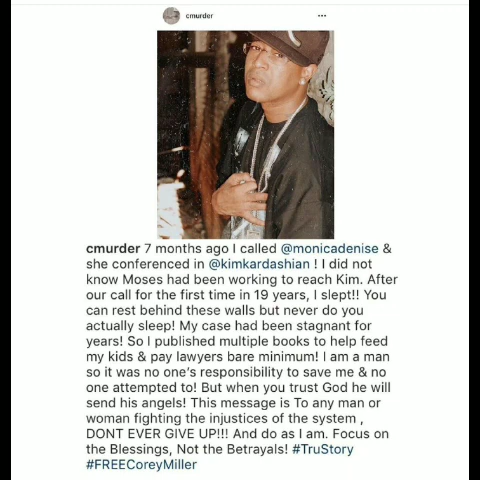 cmurder
cmurder 7 months ago I called @monicadenise &
she conferenced in @kimkardashian ! I did not
know Moses had been working to reach Kim. After
our call for the first time in 19 years, I slept!! You
can rest behind these walls but never do you
actually sleep! My case had been stagnant for
years! So I published multiple books to help feed
my kids & pay lawyers bare minimum! I am a man
so it was no one's responsibility to save me & no
one attempted to! But when you trust God he will
send his angels! This message is To any man or
woman fighting the injustices of the system ,
DONT EVER GIVE UP!!! And do as I am. Focus on
the Blessings, Not the Betrayals! #TruStory
#FREECoreyMiller